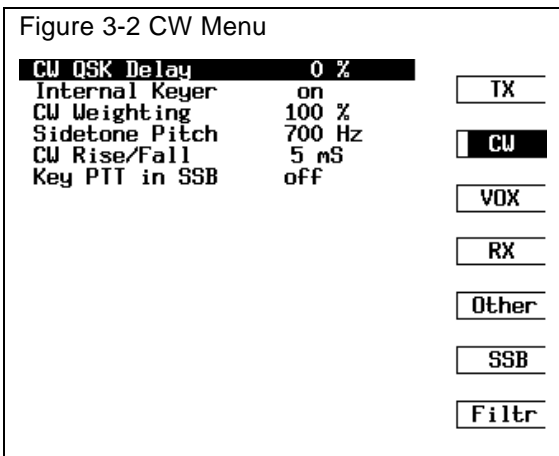 Figure 3-2 CW Menu
CW QSK Delay 0 %
Internal Keyer on
CW Weighting 100 %
Sidetone Pitch 700 Hz
CW Rise/Fall 5 mS
Key PTT in SSB off
TX
CW
VOX
RX
Other
SSB
Filtr